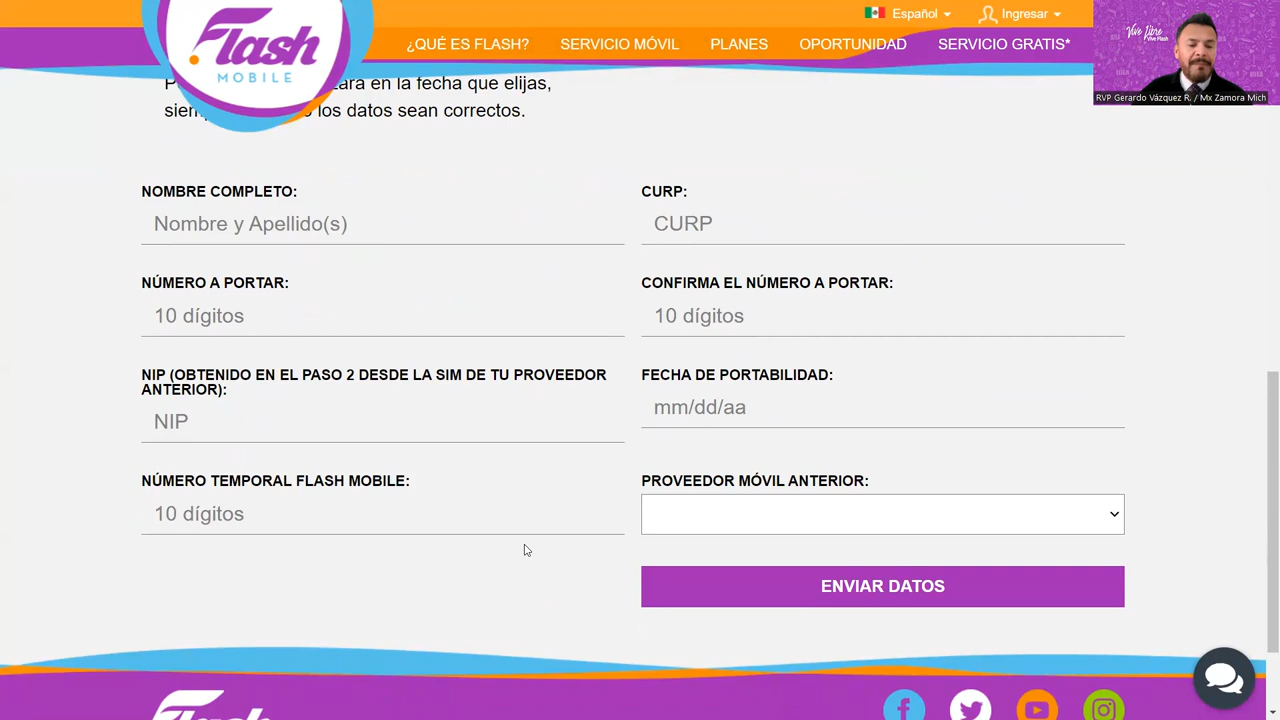 Español
Ingresar
Flash
MOBILE
¿QUÉ ES FLASH?
SERVICIO MÓVIL
PLANES
OPORTUNIDAD
SERVICIO GRATIS*
Vive Libre
Vive Flash
RVP Gerardo Vázquez R. / Mx Zamora Mich
en la fecha que elijas,
los datos sean correctos.
NOMBRE COMPLETO:
Nombre y Apellido(s)
CURP:
CURP
NÚMERO A PORTAR:
10 dígitos
CONFIRMA EL NÚMERO A PORTAR:
10 dígitos
NIP (OBTENIDO EN EL PASO 2 DESDE LA SIM DE TU PROVEEDOR
ANTERIOR):
NIP
FECHA DE PORTABILIDAD:
mm/dd/aa
NÚMERO TEMPORAL FLASH MOBILE:
10 dígitos
PROVEEDOR MÓVIL ANTERIOR:
ENVIAR DATOS
Flash